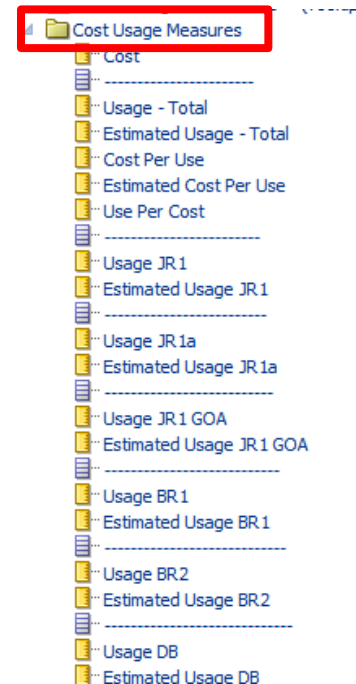 Cost Usage Measures
Cost
----------------------
Usage - Total
Estimated Usage - Total
Cost Per Use
Estimated Cost Per Use
Use Per Cost
-----------------------
Usage JR1
Estimated Usage JR1
------------------------
Usage JR1a
Estimated Usage JR1a
-------------------------
Usage JR1 GOA
Estimated Usage JR1 GOA
--------------------------
Usage BR1
Estimated Usage BR1
---------------------------
Usage BR2
Estimated Usage BR2
----------------------------
Usage DB
Estimated Usage DB